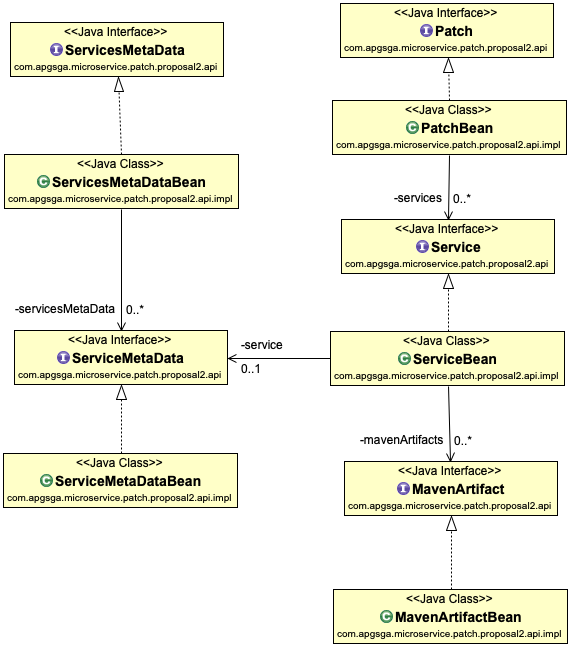 <<Java Interface>>
ServicesMetaData
com.apgsga.microservice.patch.proposal2.api
<<Java Interface>>
Patch
com.apgsga.microservice.patch.proposal2.api
<<Java Class>>
PatchBean
com.apgsga.microservice.patch.proposal2.api.impl
<<Java Class>>
ServicesMetaDataBean
com.apgsga.microservice.patch.proposal2.api.impl
-services 0..*
<<Java Interface>>
Service
com.apgsga.microservice.patch.proposal2.api
-servicesMetaData 0..*
<<Java Interface>>
ServiceMetaData
com.apgsga.microservice.patch.proposal2.api
-service
0..1
<<Java Class>>
ServiceBean
com.apgsga.microservice.patch.proposal2.api.impl
-mavenArtifacts 0..*
<<Java Class>>
ServiceMetaDataBean
com.apgsga.microservice.patch.proposal2.api.impl
<<Java Interface>>
MavenArtifact
com.apgsga.microservice.patch.proposal2.api
<<Java Class>>
MavenArtifactBean
com.apgsga.microservice.patch.proposal2.api.impl